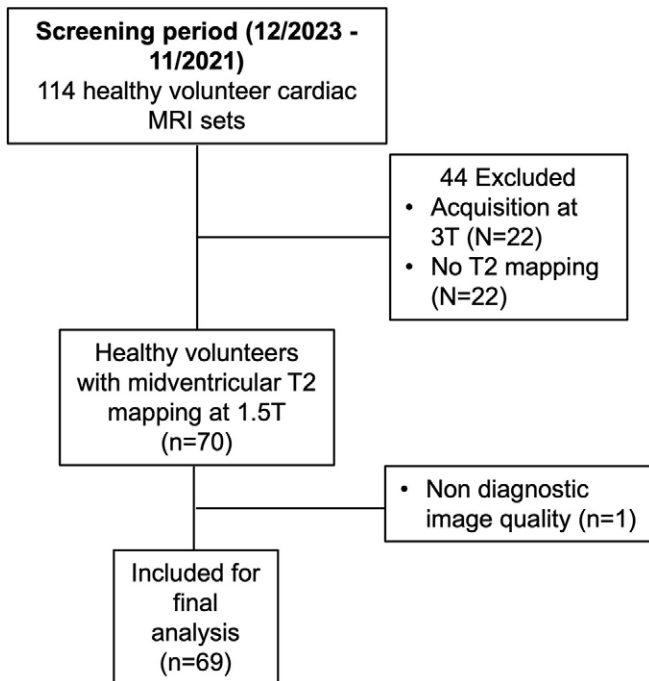 Screening period (12/2023 -
11/2021)
114 healthy volunteer cardiac
MRI sets
44 Excluded
• Acquisition at
3T (N=22)
• No T2 mapping
(N=22)
Healthy volunteers
with midventricular T2
mapping at 1.5T
(n=70)
• Non diagnostic
image quality (n=1)
Included for
final
analysis
(n=69)